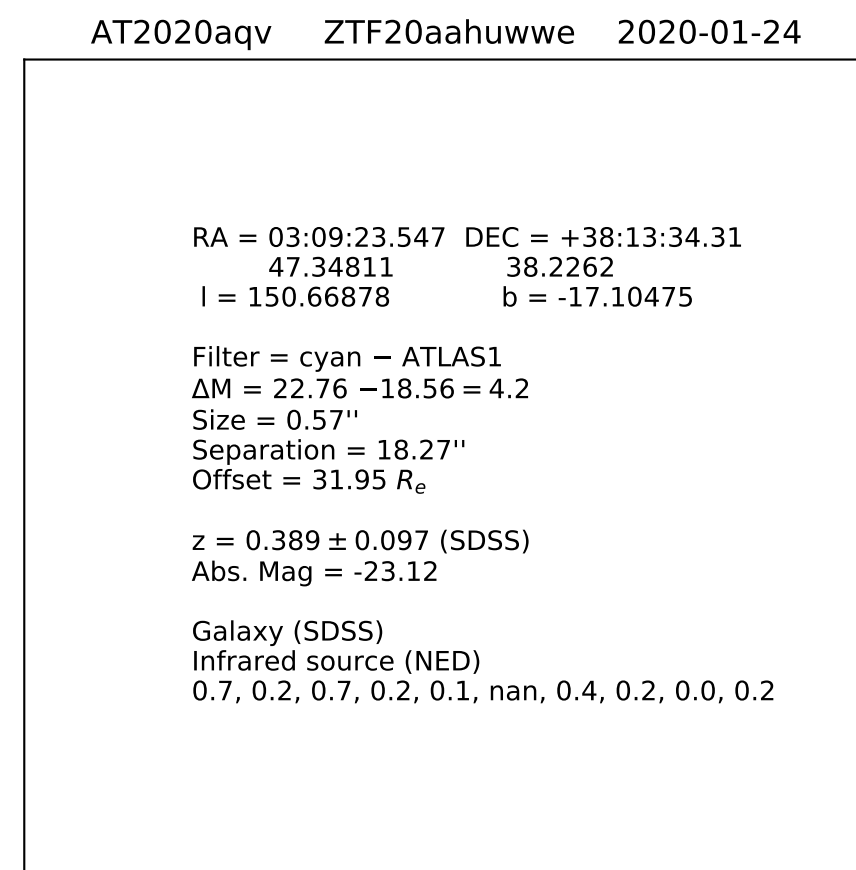 AT2020aqv ZTF20aahuwwe 2020-01-24
RA = 03:09:23.547 DEC = +38:13:34.31
47.34811 38.2262
l = 150.66878 b = -17.10475
Filter = cyan − ATLAS1
ΔM = 22.76 −18.56 = 4.2
Size = 0.57''
Separation = 18.27''
Offset = 31.95 Rₑ
z = 0.389 ± 0.097 (SDSS)
Abs. Mag = -23.12
Galaxy (SDSS)
Infrared source (NED)
0.7, 0.2, 0.7, 0.2, 0.1, nan, 0.4, 0.2, 0.0, 0.2